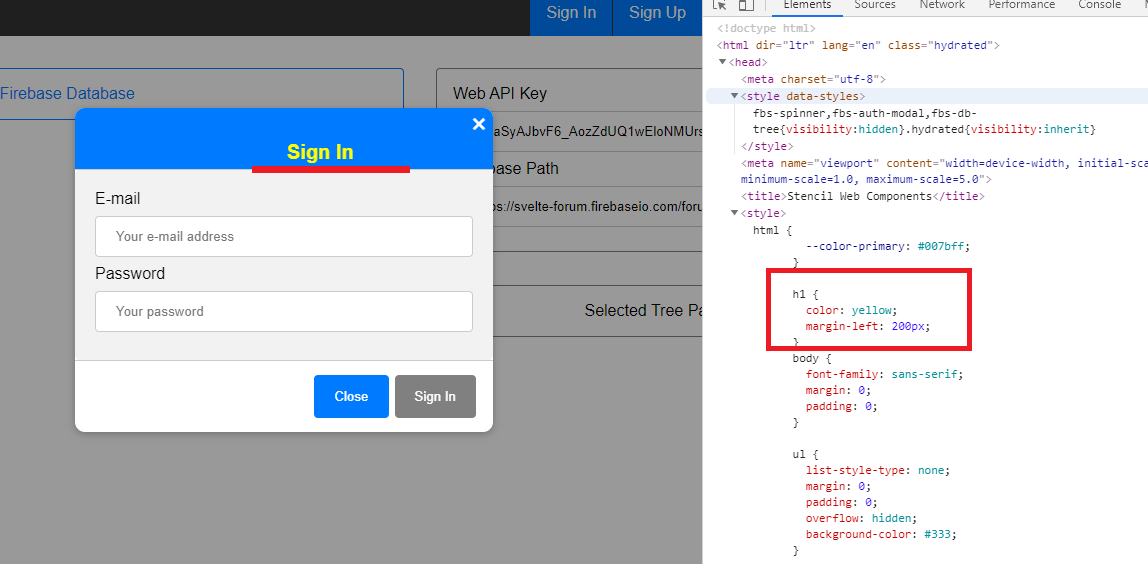 Sign In
Sign Up
Firebase Database
Web API Key
aSyAJbvF6_AozZdUQ1wEIoNMUrs
base Path
ps://svelte-forum.firebaseio.com/foru
Selected Tree Pa
×
Sign In
E-mail
Your e-mail address
Password
Your password
Close
Sign In
Elements
Sources
Network
Performance
Console
<!doctype html>
<html dir="ltr" lang="en" class="hydrated">
▼<head>
<meta charset="utf-8">
▼<style data-styles>
fbs-spinner,fbs-auth-modal,fbs-db-
tree{visibility:hidden}.hydrated{visibility:inherit}
</style>
<meta name="viewport" content="width=device-width, initial-sca
minimum-scale=1.0, maximum-scale=5.0">
<title>Stencil Web Components</title>
▼<style>
html {
--color-primary: #007bff;
}
h1 {
color: yellow;
margin-left: 200px;
}
body {
font-family: sans-serif;
margin: 0;
padding: 0;
}
ul {
list-style-type: none;
margin: 0;
padding: 0;
overflow: hidden;
background-color: #333;
}